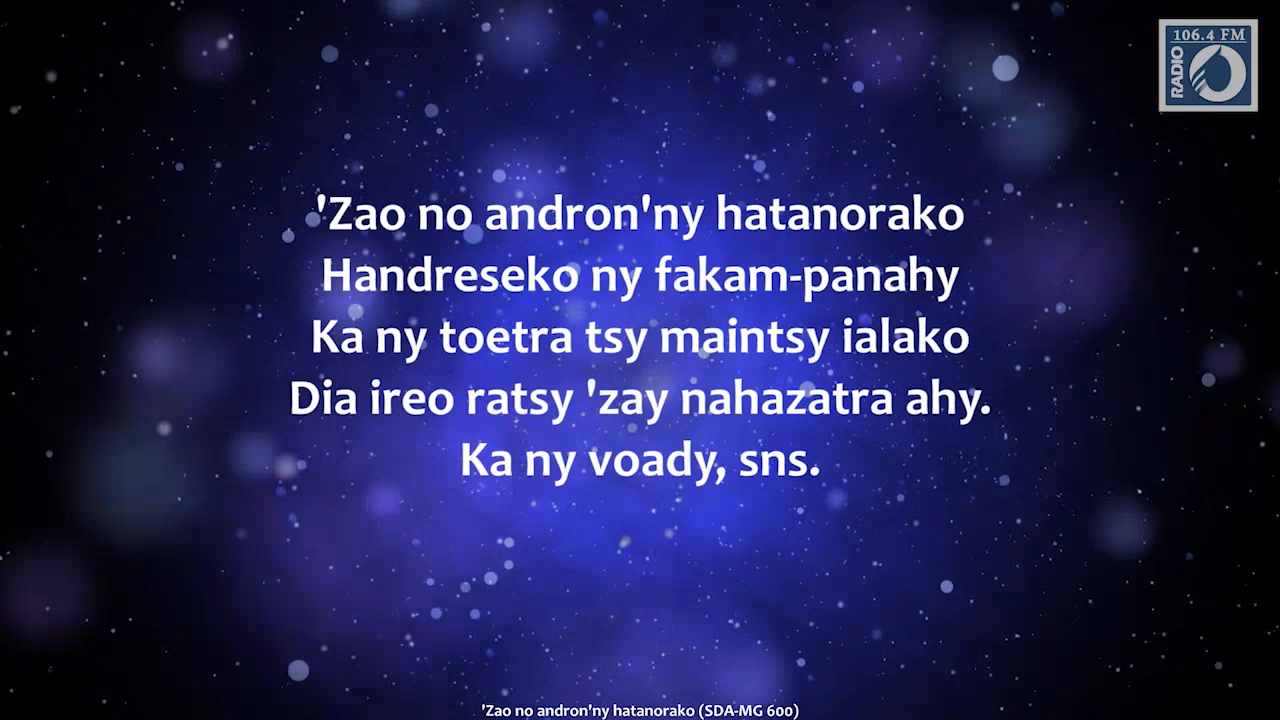 106.4 FM
RADIO
'Zao no andron'ny hatanorako
Handreseko ny fakam-panahy
Ka ny toetra tsy maintsy ialako
Dia ireo ratsy 'zay nahazatra ahy.
Ka ny voady, sns.
'Zao no andron'ny hatanorako (SDA-MG 600)